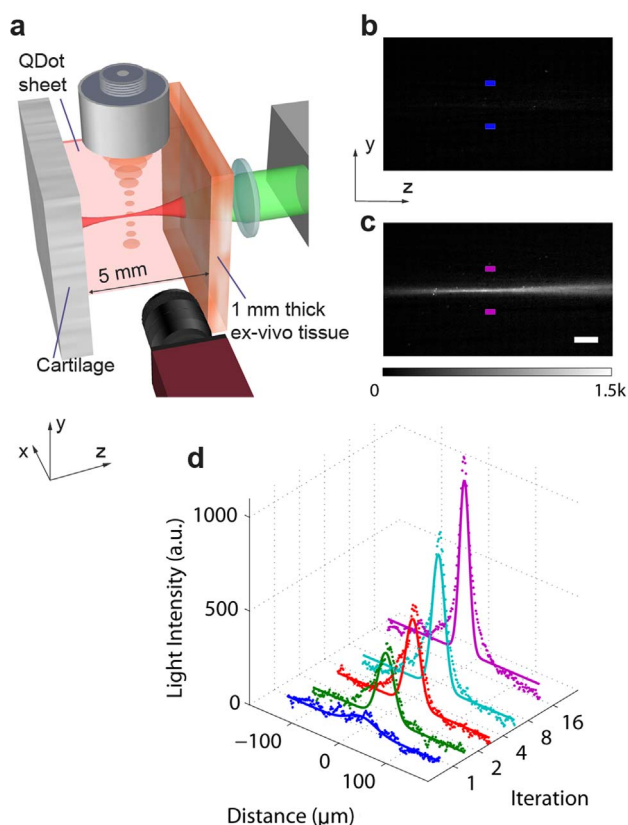 a
QDot
sheet
5 mm
1 mm thick
ex-vivo tissue
Cartilage
y
x
z
b
y
z
c
0
1.5k
d
1000
500
0
Light Intensity (a.u.)
−100
0
100
Distance (µm)
1
2
4
8
16
Iteration